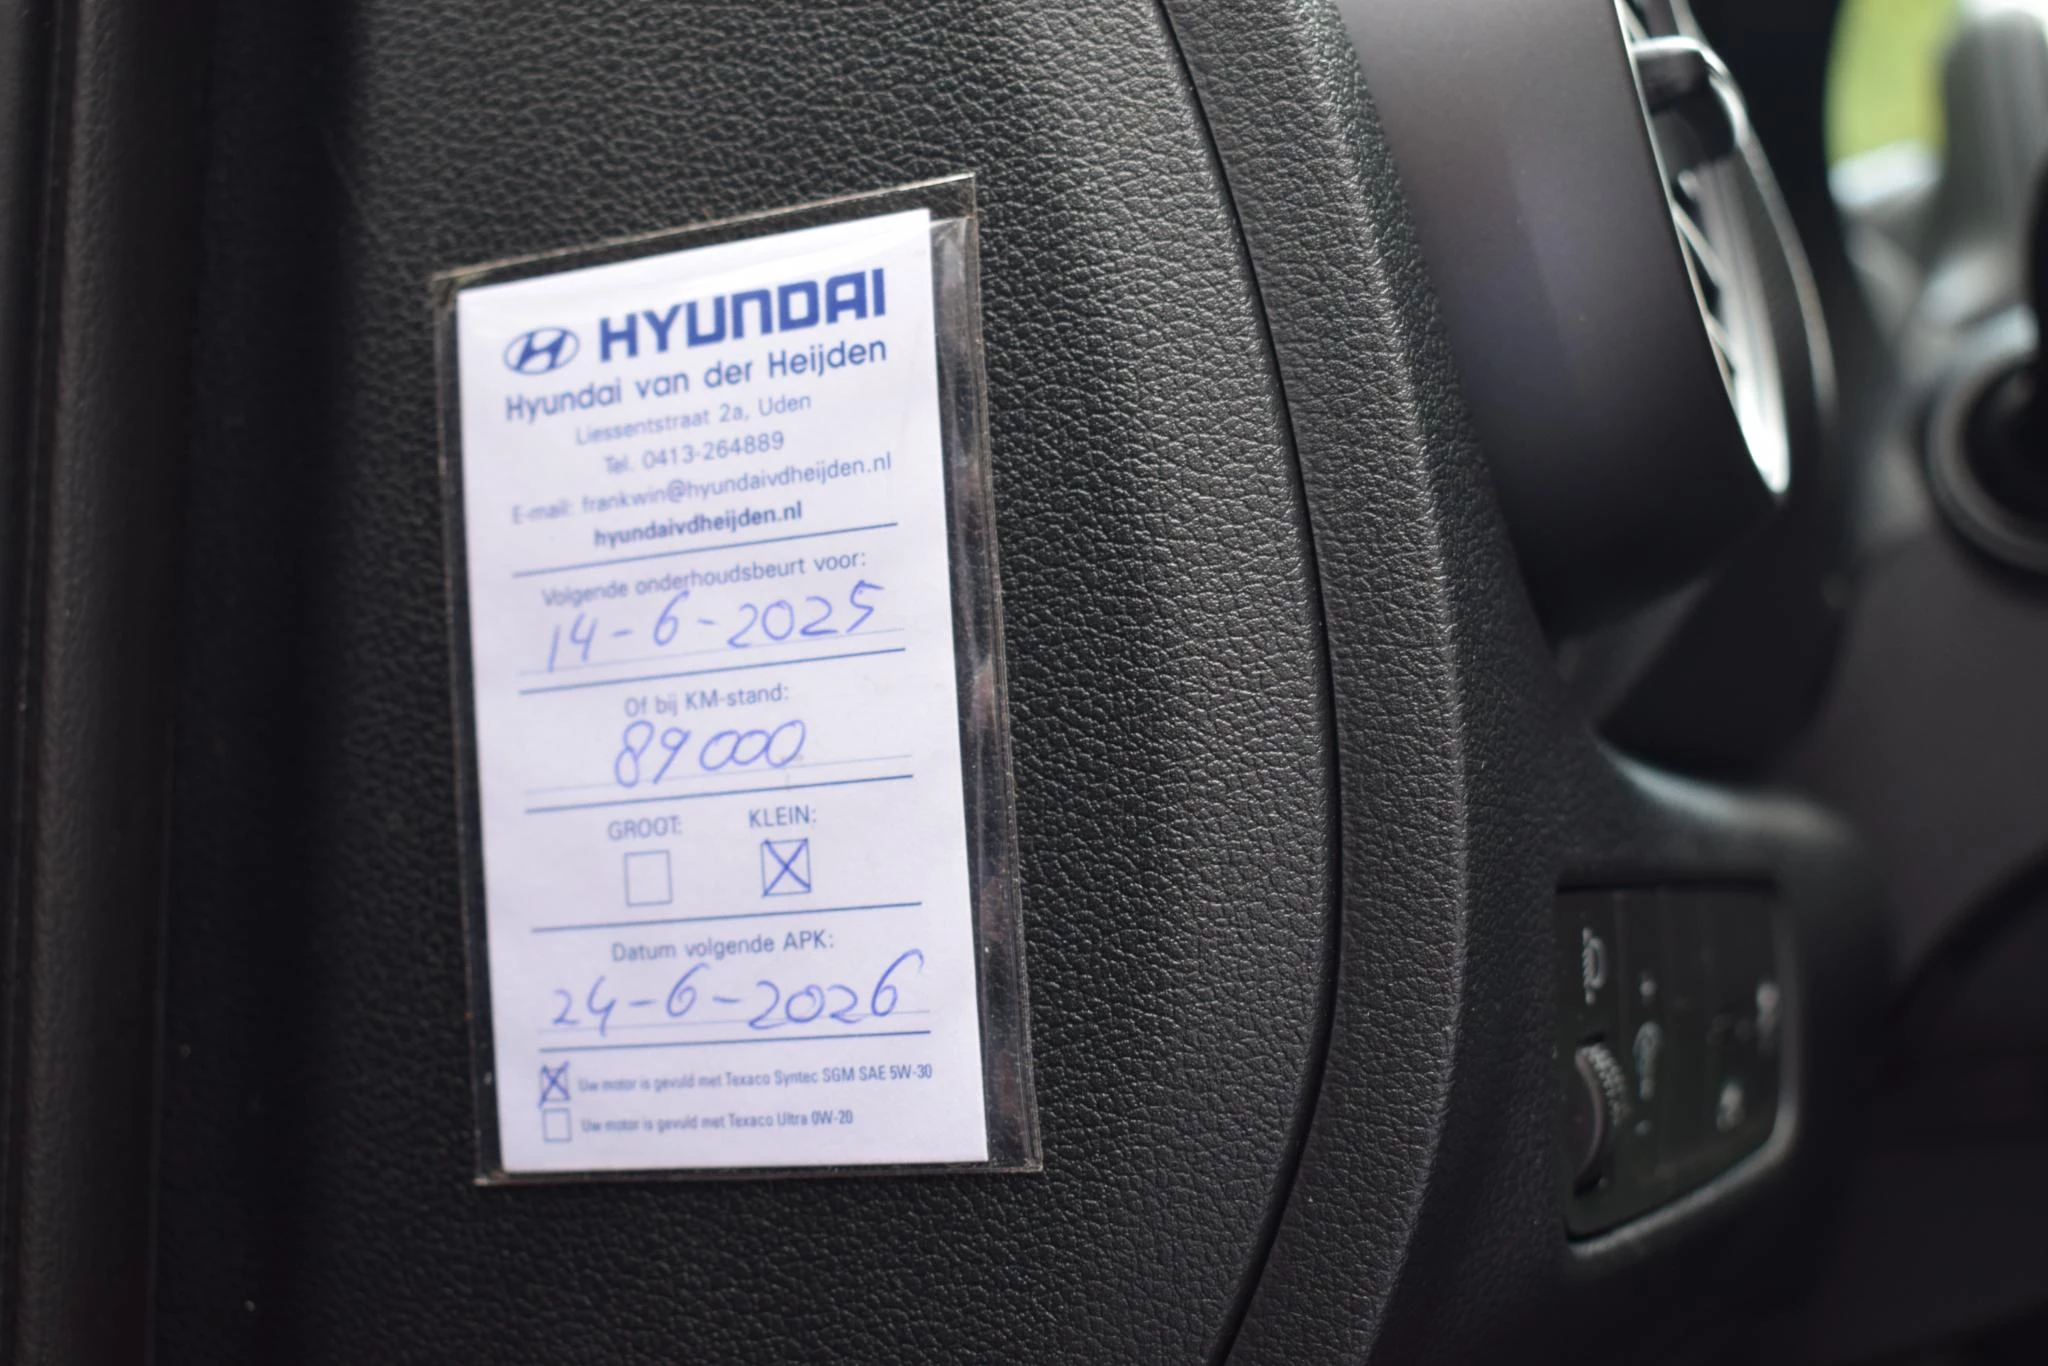 HYUNDAI
Hyundai van der Heijden
Liessentstraat 2a, Uden
Tel. 0413-264889
E-mail: frankwin@hyundaivdheijden.nl
hyundaivdheijden.nl
Volgende onderhoudsbeurt voor:
14-6-2025
Of bij KM-stand:
89000
GROOT: KLEIN:
Datum volgende APK:
24-6-2026
Uw motor is gevuld met Texaco Syntec SGM SAE 5W-30
Uw motor is gevuld met Texaco Ultra 0W-20